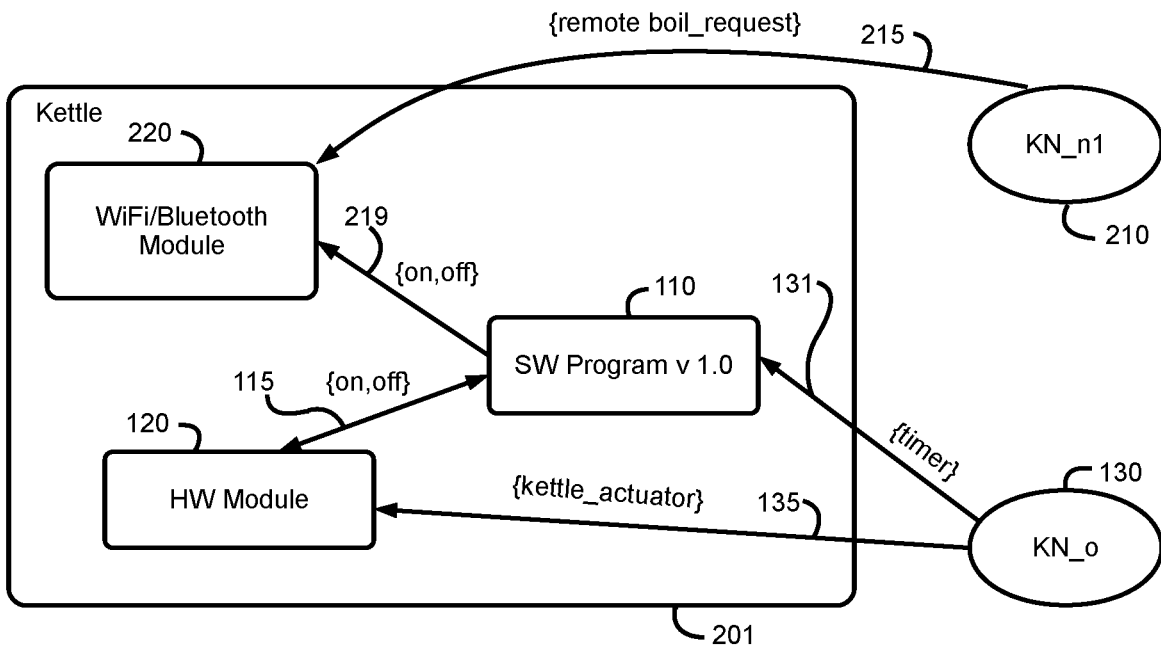 {remote boil_request}
215
Kettle
220
KN_n1
WiFi/Bluetooth
Module
219
210
{on,off}
131
110
SW Program v 1.0
115
{on,off}
120
{timer}
130
HW Module
{kettle_actuator}
135
KN_o
201